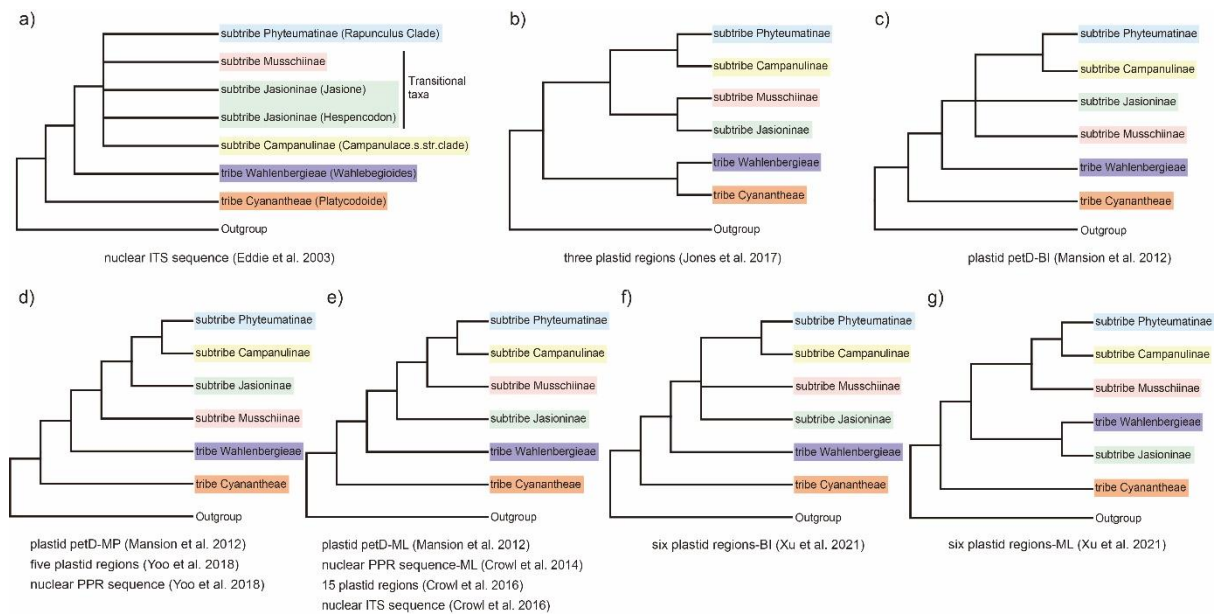 a)
subtribe Phyteumatinae (Rapunculus Clade)
subtribe Musschiinae
subtribe Jasioninae (Jasione)
subtribe Jasioninae (Hespencodon)
Transitional
taxa
subtribe Campanulinae (Campanulace.s.str.clade)
tribe Wahlenbergieae (Wahlebegioides)
tribe Cyanantheae (Platycodoide)
Outgroup
nuclear ITS sequence (Eddie et al. 2003)
b)
subtribe Phyteumatinae
subtribe Campanulinae
subtribe Musschiinae
subtribe Jasioninae
tribe Wahlenbergieae
tribe Cyanantheae
Outgroup
three plastid regions (Jones et al. 2017)
c)
subtribe Phyteumatinae
subtribe Campanulinae
subtribe Jasioninae
subtribe Musschiinae
tribe Wahlenbergieae
tribe Cyanantheae
Outgroup
plastid petD-BI (Mansion et al. 2012)
d)
subtribe Phyteumatinae
subtribe Campanulinae
subtribe Jasioninae
subtribe Musschiinae
tribe Wahlenbergieae
tribe Cyanantheae
Outgroup
plastid petD-MP (Mansion et al. 2012)
five plastid regions (Yoo et al. 2018)
nuclear PPR sequence (Yoo et al. 2018)
e)
subtribe Phyteumatinae
subtribe Campanulinae
subtribe Musschiinae
subtribe Jasioninae
tribe Wahlenbergieae
tribe Cyanantheae
Outgroup
plastid petD-ML (Mansion et al. 2012)
nuclear PPR sequence-ML (Crowl et al. 2014)
15 plastid regions (Crowl et al. 2016)
nuclear ITS sequence (Crowl et al. 2016)
f)
subtribe Phyteumatinae
subtribe Campanulinae
subtribe Musschiinae
subtribe Jasioninae
tribe Wahlenbergieae
tribe Cyanantheae
Outgroup
six plastid regions-BI (Xu et al. 2021)
g)
subtribe Phyteumatinae
subtribe Campanulinae
subtribe Musschiinae
tribe Wahlenbergieae
subtribe Jasioninae
tribe Cyanantheae
Outgroup
six plastid regions-ML (Xu et al. 2021)